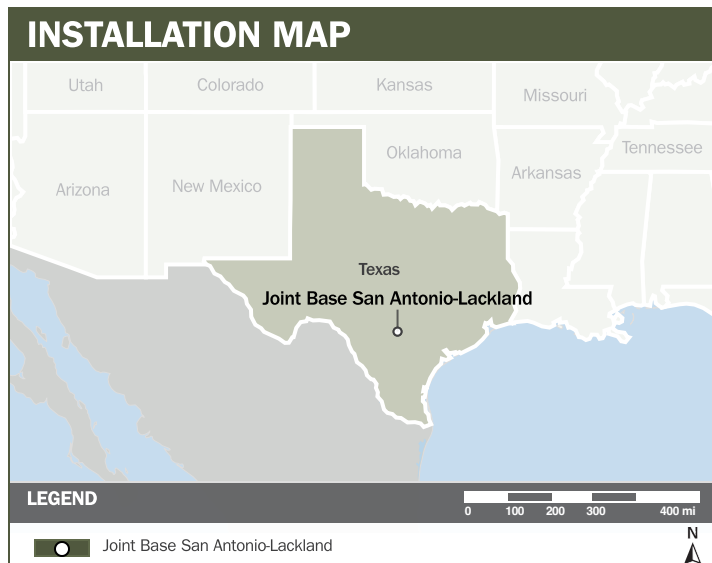 INSTALLATION MAP
Utah
Colorado
Kansas
Missouri
Arizona
New Mexico
Oklahoma
Arkansas
Tennessee
Texas
Joint Base San Antonio-Lackland
LEGEND
0 100 200 300 400 mi
Joint Base San Antonio-Lackland
N